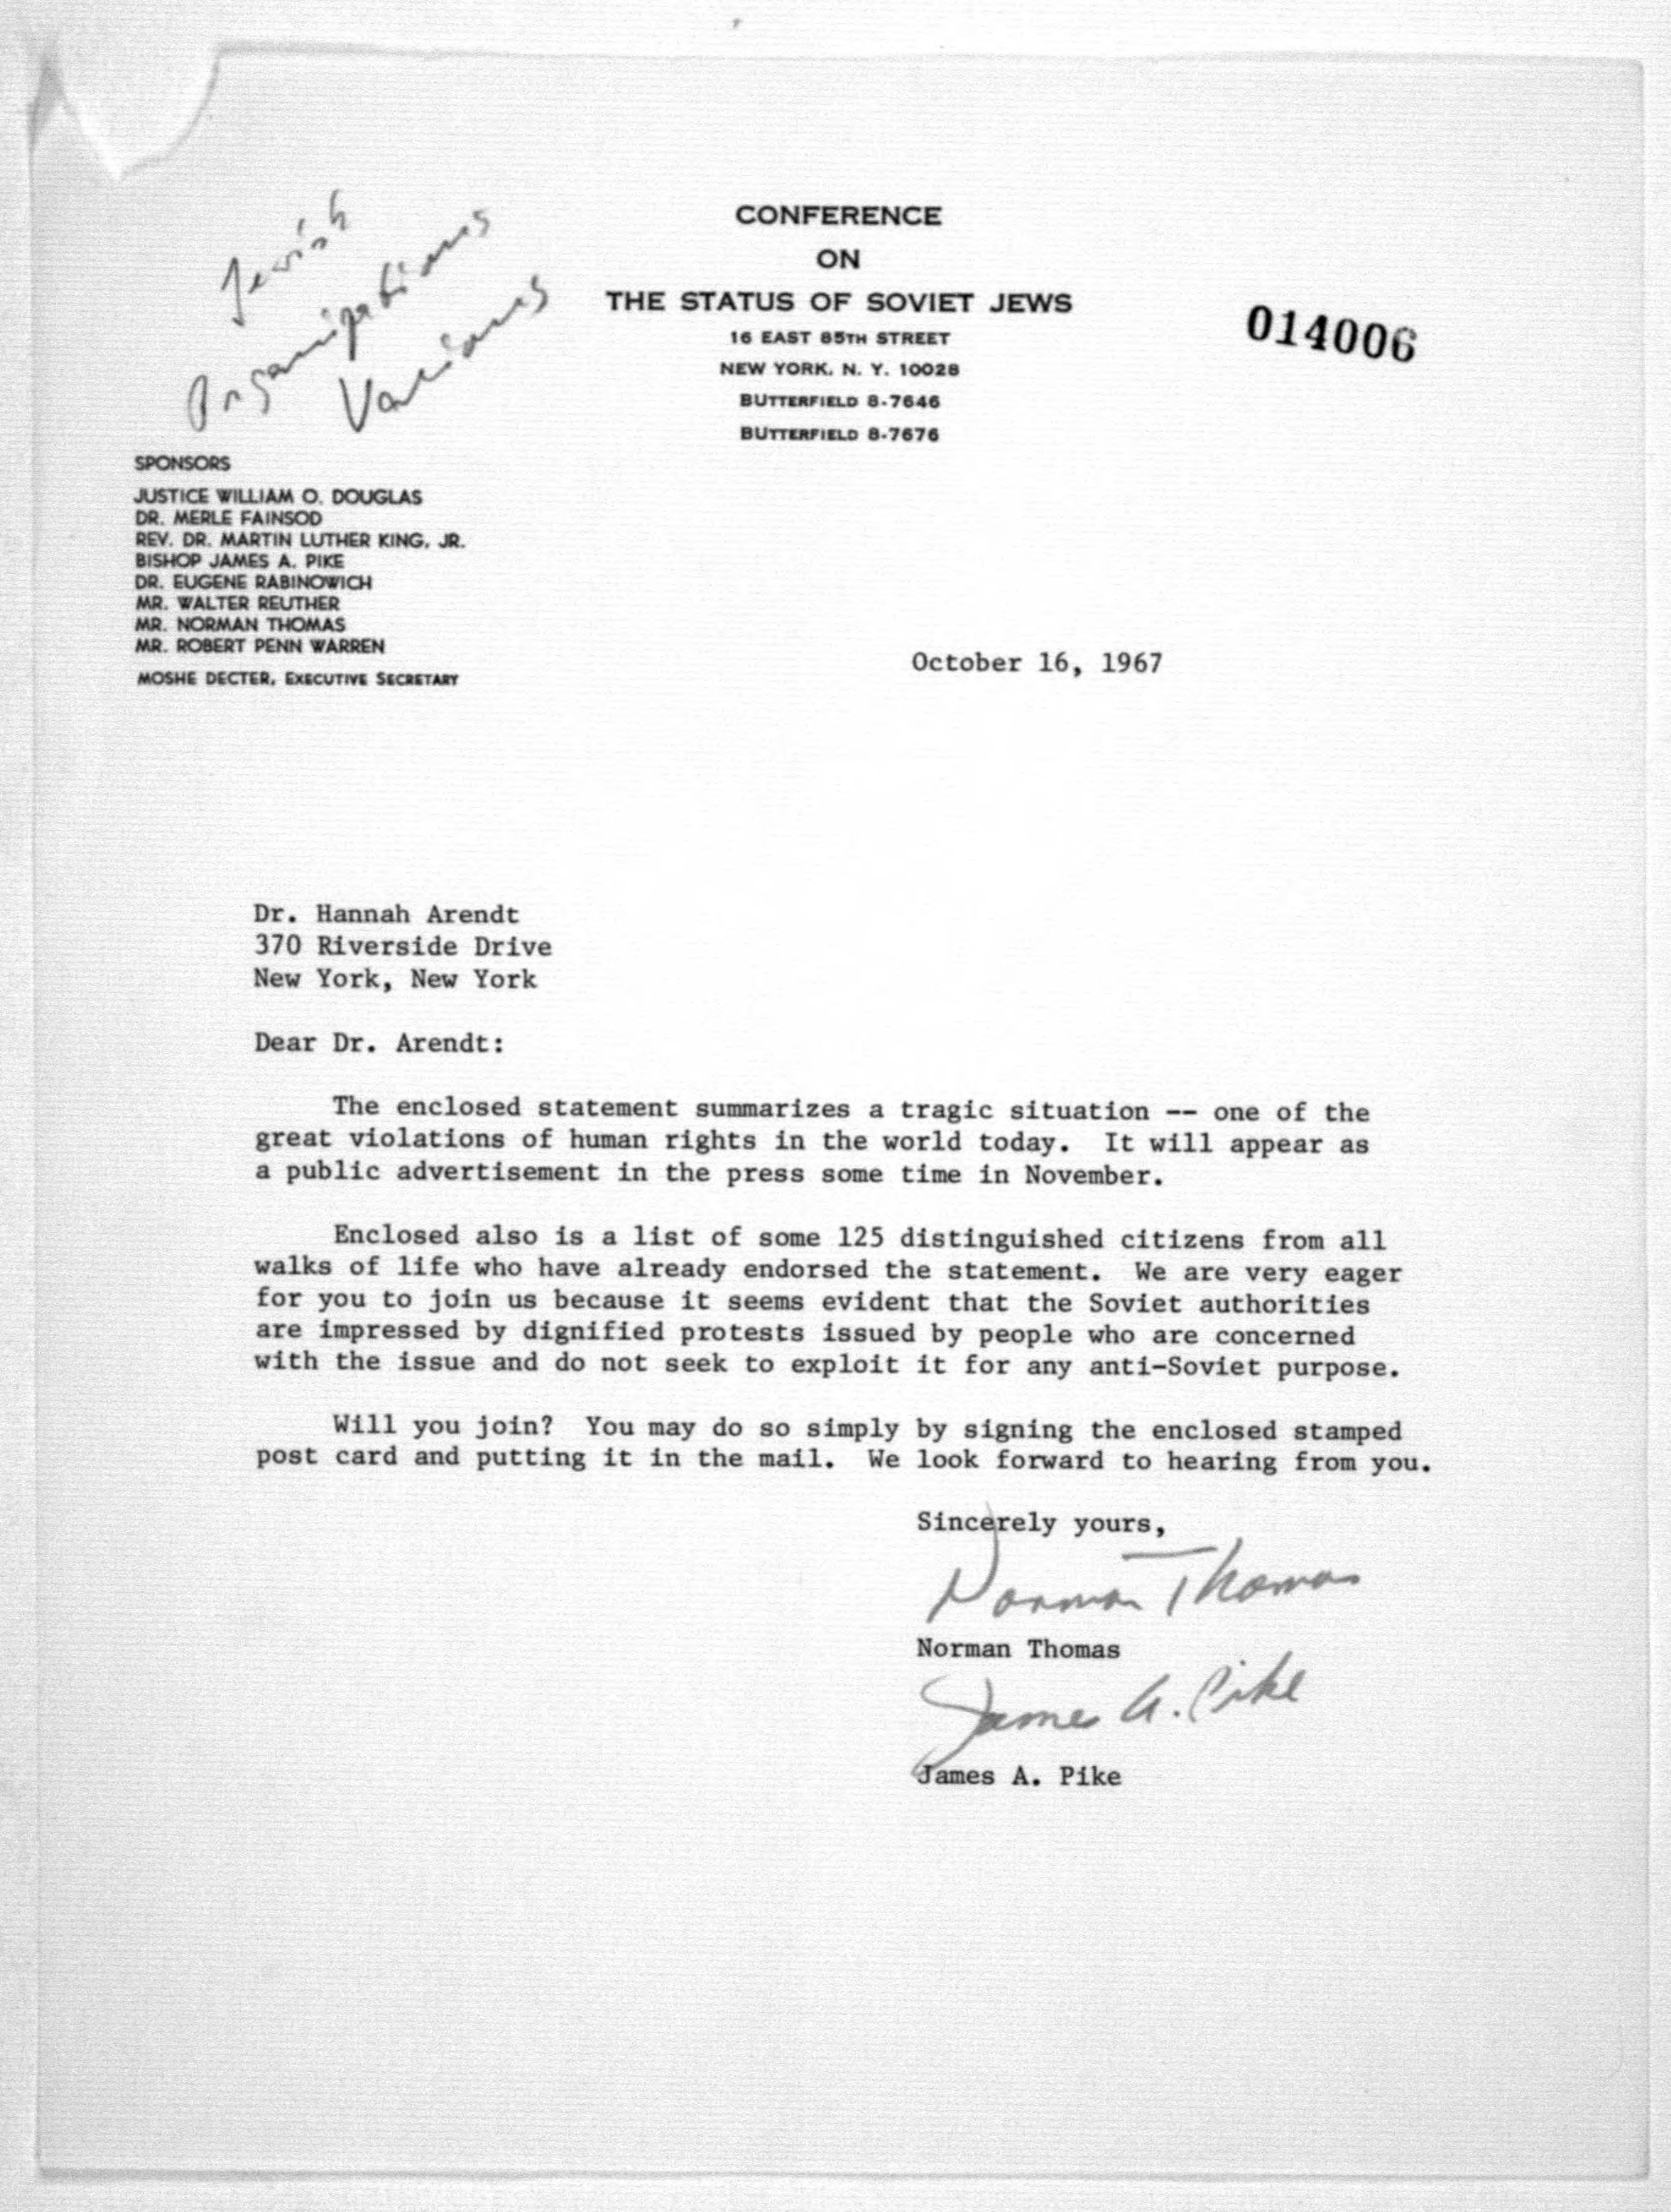 Jewish
Organizations
Various
CONFERENCE
ON
THE STATUS OF SOVIET JEWS
16 EAST 85TH STREET
NEW YORK, N. Y. 10028
BUTTERFIELD 8-7646
BUTTERFIELD 8-7676
014006
SPONSORS
JUSTICE WILLIAM O. DOUGLAS
DR. MERLE FAINSOD
REV. DR. MARTIN LUTHER KING, JR.
BISHOP JAMES A. PIKE
DR. EUGENE RABINOWICH
MR. WALTER REUTHER
MR. NORMAN THOMAS
MR. ROBERT PENN WARREN
MOSHE DECTER, EXECUTIVE SECRETARY
October 16, 1967
Dr. Hannah Arendt
370 Riverside Drive
New York, New York
Dear Dr. Arendt:
The enclosed statement summarizes a tragic situation -- one of the
great violations of human rights in the world today. It will appear as
a public advertisement in the press some time in November.
Enclosed also is a list of some 125 distinguished citizens from all
walks of life who have already endorsed the statement. We are very eager
for you to join us because it seems evident that the Soviet authorities
are impressed by dignified protests issued by people who are concerned
with the issue and do not seek to exploit it for any anti-Soviet purpose.
Will you join? You may do so simply by signing the enclosed stamped
post card and putting it in the mail. We look forward to hearing from you.
Sincerely yours,
Norman Thomas
Norman Thomas
James A. Pike
James A. Pike